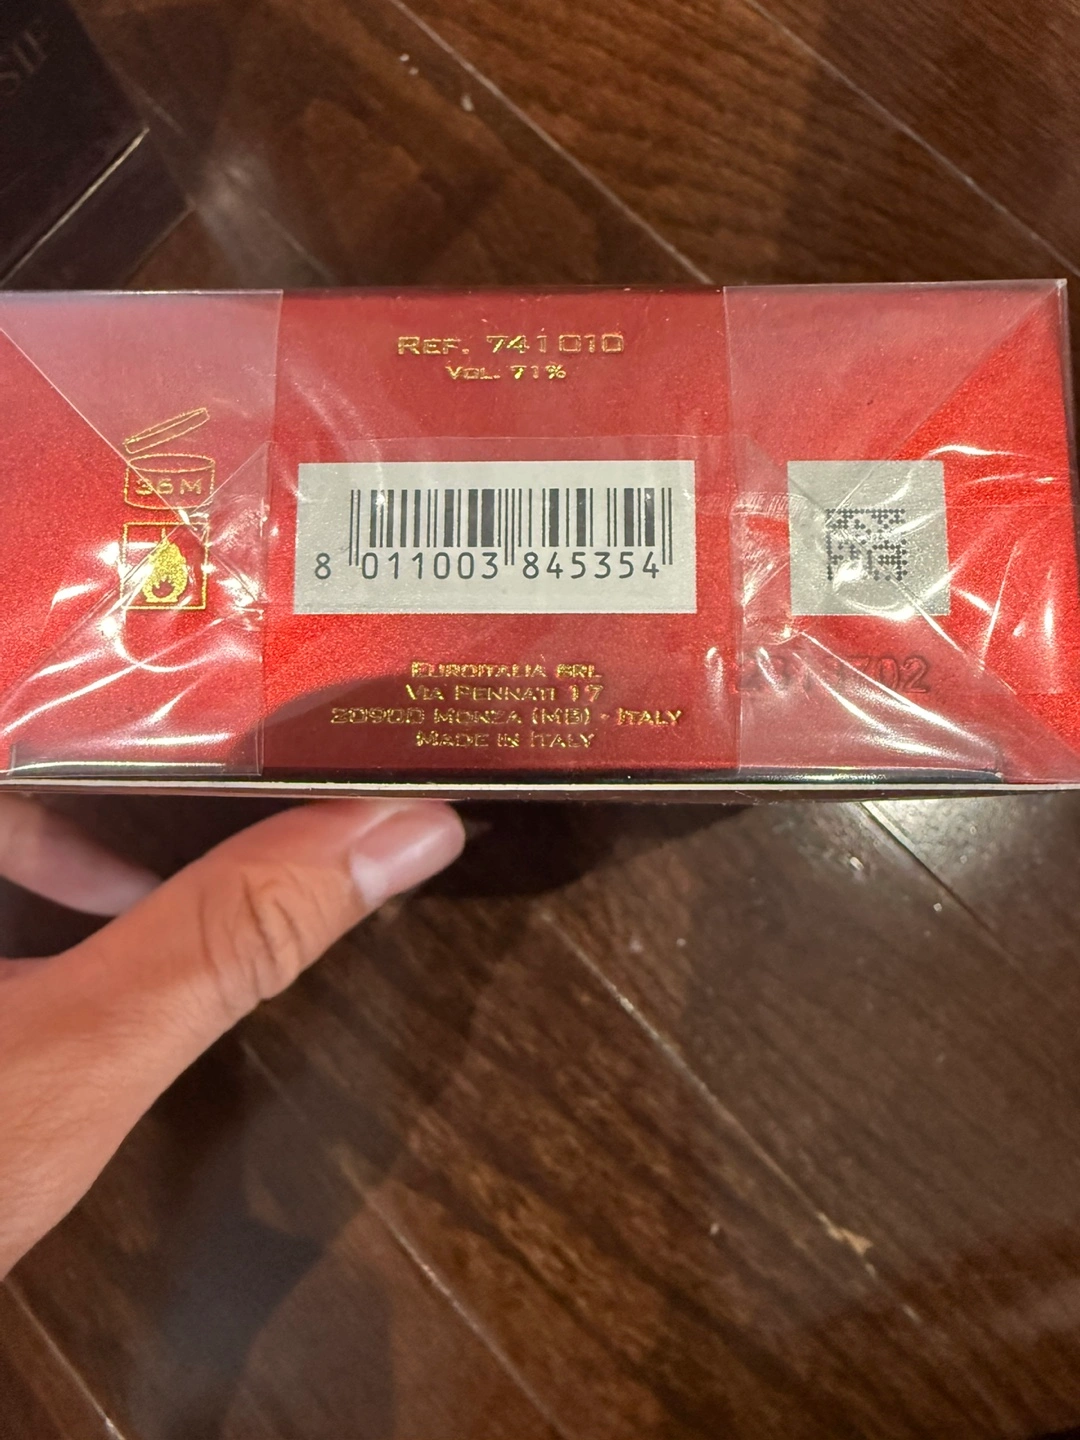 REF. 741010
VOL. 71%
36M
8 011003 845354
EUROITALIA SRL
VIA PENNATI 17
20900 MONZA (MB) - ITALY
MADE IN ITALY